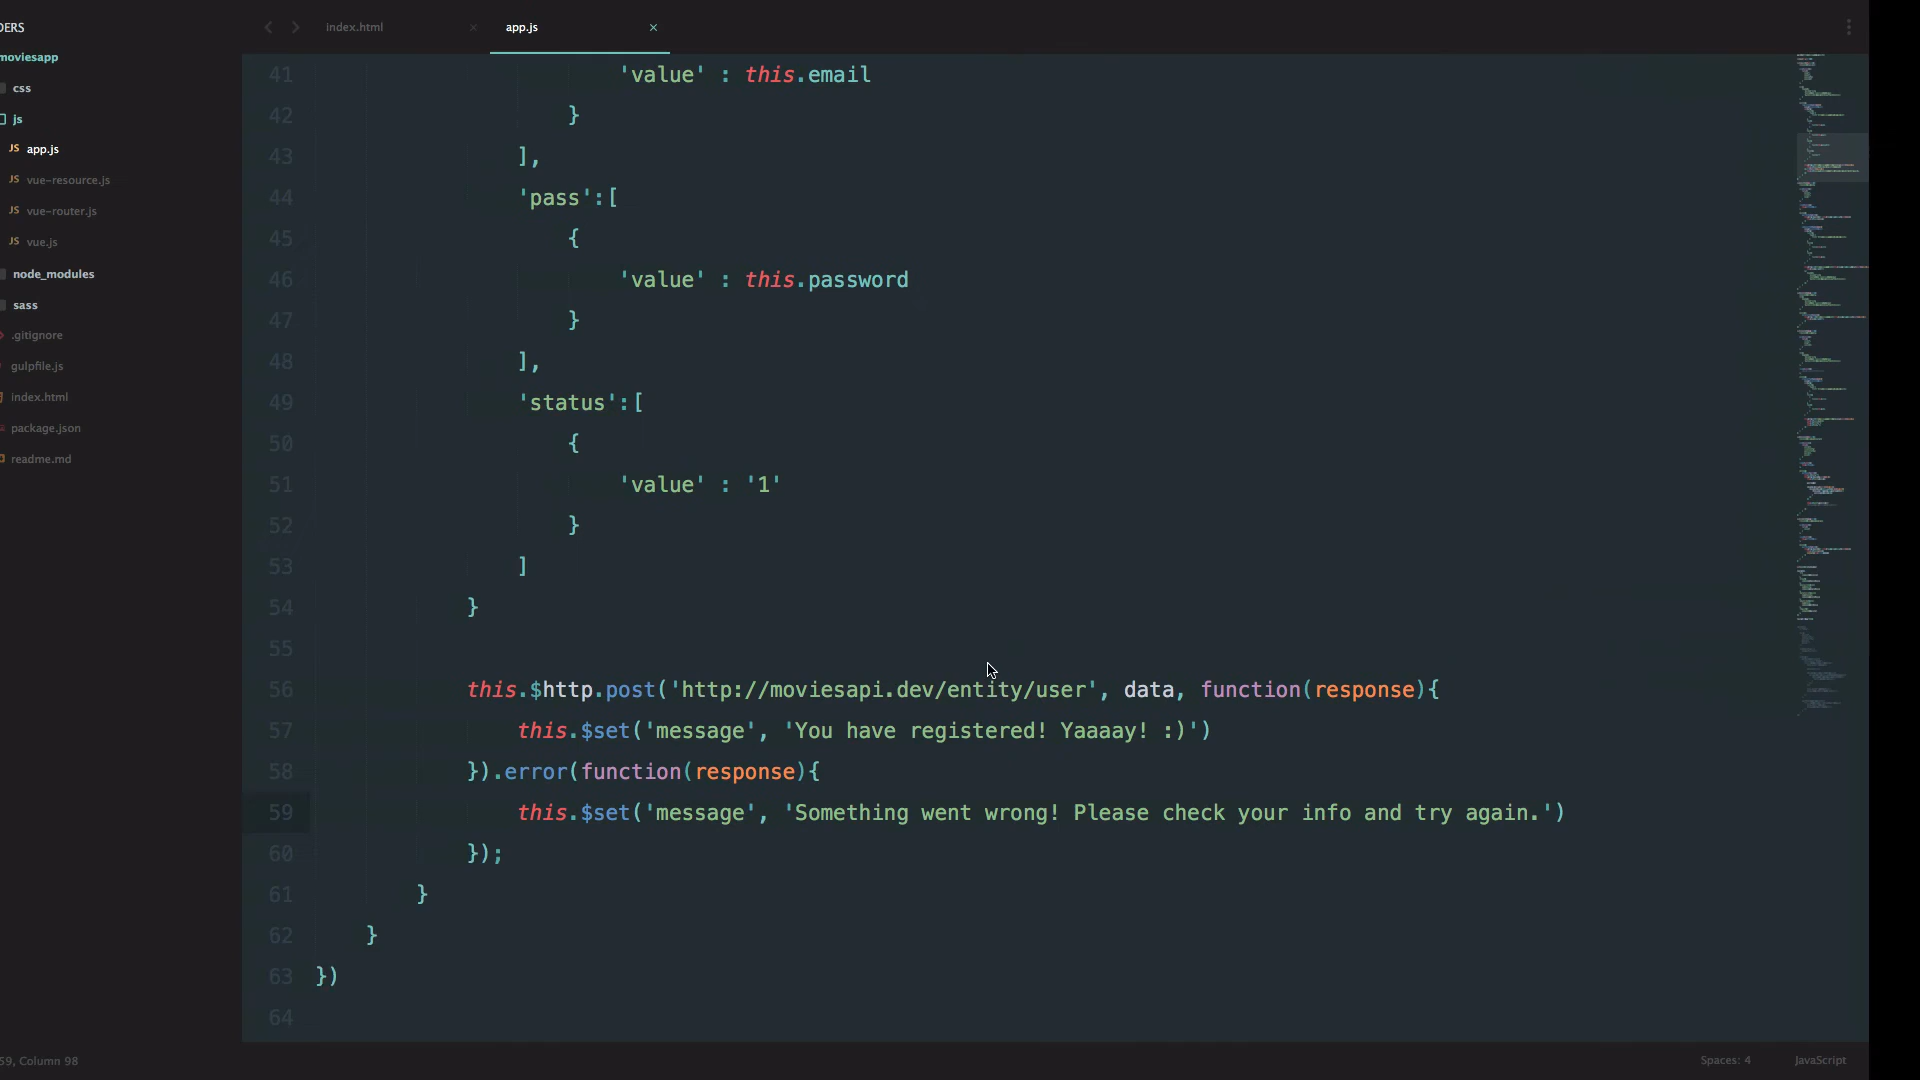 DERS
moviesapp
css
js
JS app.js
JS vue-resource.js
JS vue-router.js
JS vue.js
node_modules
sass
.gitignore
gulpfile.js
index.html
package.json
readme.md
index.html ×
app.js ×
41 'value' : this.email
42 }
43 ],
44 'pass':[
45 {
46 'value' : this.password
47 }
48 ],
49 'status':[
50 {
51 'value' : '1'
52 }
53 ]
54 }
55
56 this.$http.post('http://moviesapi.dev/entity/user', data, function(response){
57 this.$set('message', 'You have registered! Yaaaay! :)')
58 }).error(function(response){
59 this.$set('message', 'Something went wrong! Please check your info and try again.')
60 });
61 }
62 }
63 })
64
59, Column 98
Spaces: 4
JavaScript